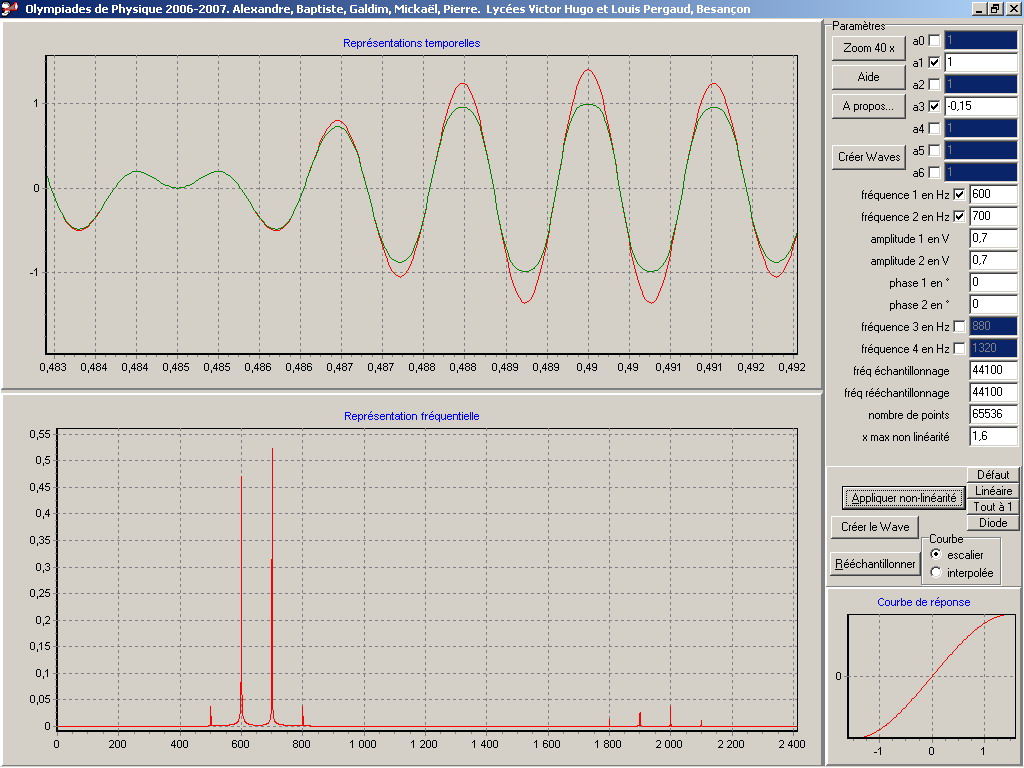 Olympiades de Physique 2006-2007. Alexandre, Baptiste, Galdim, Mickaël, Pierre. Lycées Victor Hugo et Louis Pergaud, Besançon
Représentations temporelles
1
0
-1
0,483 0,484 0,484 0,485 0,486 0,486 0,487 0,487 0,488 0,488 0,489 0,489 0,49 0,49 0,491 0,491 0,492 0,492
Représentation fréquentielle
0,55
0,5
0,45
0,4
0,35
0,3
0,25
0,2
0,15
0,1
0,05
0
0 200 400 600 800 1 000 1 200 1 400 1 600 1 800 2 000 2 200 2 400
Paramètres
Zoom 40 x
Aide
A propos...
Créer Waves
a0 1
a1 1
a2 1
a3 -0,15
a4 1
a5 1
a6 1
fréquence 1 en Hz 600
fréquence 2 en Hz 700
amplitude 1 en V 0,7
amplitude 2 en V 0,7
phase 1 en ° 0
phase 2 en ° 0
fréquence 3 en Hz 880
fréquence 4 en Hz 1320
fréq échantillonnage 44100
fréq rééchantillonnage 44100
nombre de points 65536
x max non linéarité 1,6
Défaut
Appliquer non-linéarité
Linéaire
Tout à 1
Créer le Wave
Diode
Courbe
escalier
Rééchantillonner
interpolée
Courbe de réponse
0
-1 0 1